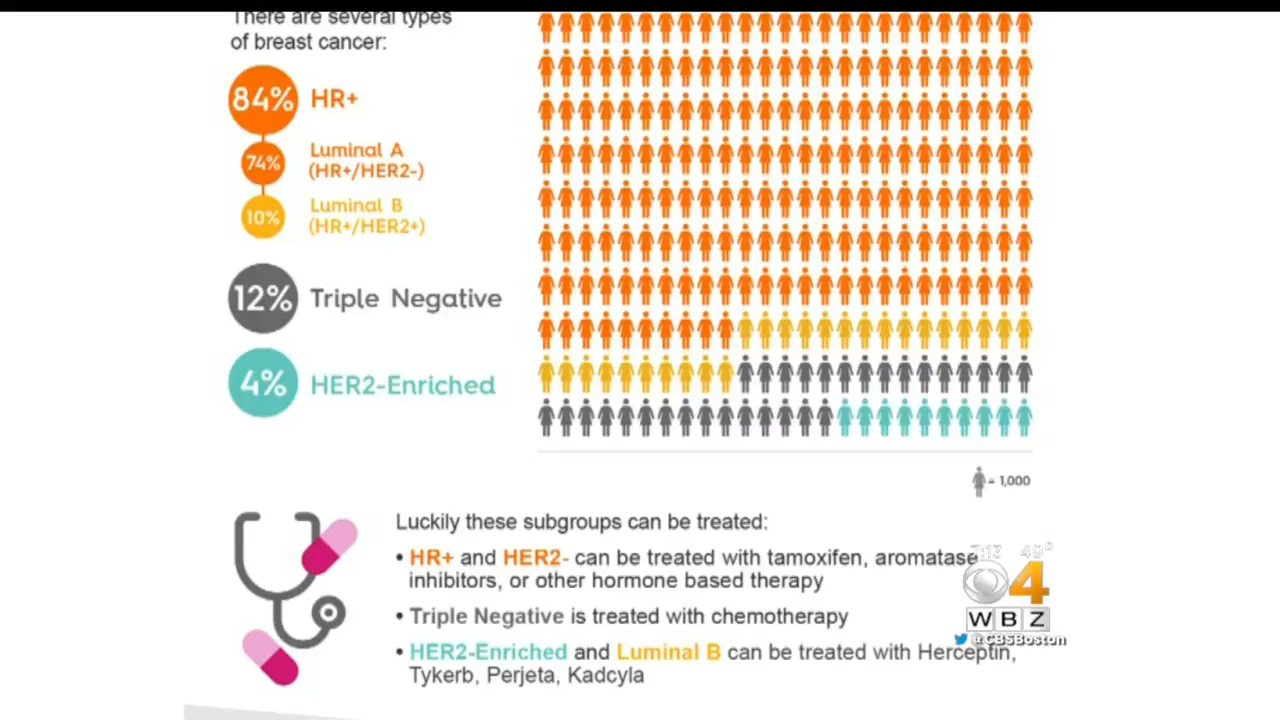 There are several types
of breast cancer:
84% HR+
74% Luminal A
(HR+/HER2-)
10% Luminal B
(HR+/HER2+)
12% Triple Negative
4% HER2-Enriched
= 1,000
Luckily these subgroups can be treated:
• HR+ and HER2- can be treated with tamoxifen, aromatase
inhibitors, or other hormone based therapy
• Triple Negative is treated with chemotherapy
• HER2-Enriched and Luminal B can be treated with Herceptin,
Tykerb, Perjeta, Kadcyla
7:13
4
WBZ
@CBSBoston